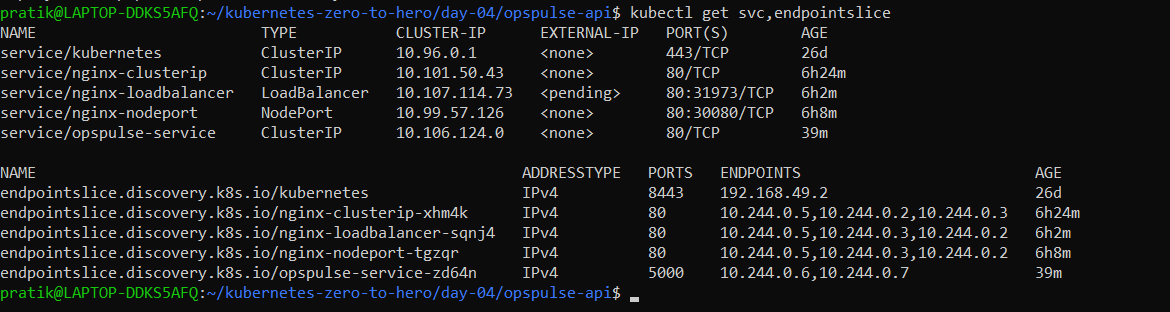 pratik@LAPTOP-DDKS5AFQ:~/kubernetes-zero-to-hero/day-04/opspulse-api$ kubectl get svc,endpointslice
NAME TYPE CLUSTER-IP EXTERNAL-IP PORT(S) AGE
service/kubernetes ClusterIP 10.96.0.1 <none> 443/TCP 26d
service/nginx-clusterip ClusterIP 10.101.50.43 <none> 80/TCP 6h24m
service/nginx-loadbalancer LoadBalancer 10.107.114.73 <pending> 80:31973/TCP 6h2m
service/nginx-nodeport NodePort 10.99.57.126 <none> 80:30080/TCP 6h8m
service/opspulse-service ClusterIP 10.106.124.0 <none> 80/TCP 39m
NAME ADDRESSTYPE PORTS ENDPOINTS AGE
endpointslice.discovery.k8s.io/kubernetes IPv4 8443 192.168.49.2 26d
endpointslice.discovery.k8s.io/nginx-clusterip-xhm4k IPv4 80 10.244.0.5,10.244.0.2,10.244.0.3 6h24m
endpointslice.discovery.k8s.io/nginx-loadbalancer-sqnj4 IPv4 80 10.244.0.5,10.244.0.3,10.244.0.2 6h2m
endpointslice.discovery.k8s.io/nginx-nodeport-tgzqr IPv4 80 10.244.0.5,10.244.0.3,10.244.0.2 6h8m
endpointslice.discovery.k8s.io/opspulse-service-zd64n IPv4 5000 10.244.0.6,10.244.0.7 39m
pratik@LAPTOP-DDKS5AFQ:~/kubernetes-zero-to-hero/day-04/opspulse-api$